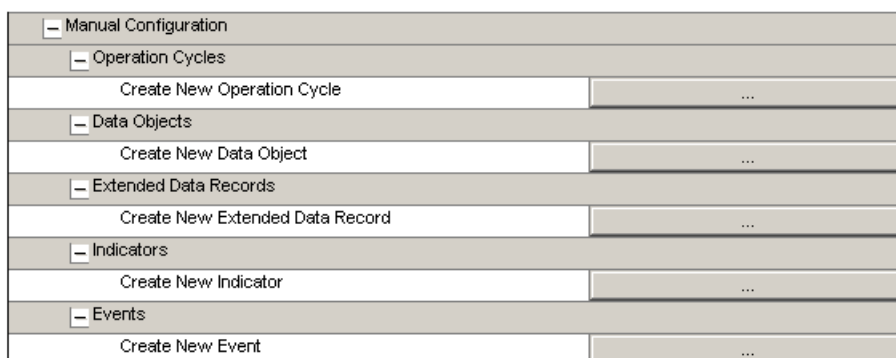 Manual Configuration
Operation Cycles
Create New Operation Cycle ...
Data Objects
Create New Data Object ...
Extended Data Records
Create New Extended Data Record ...
Indicators
Create New Indicator ...
Events
Create New Event ...